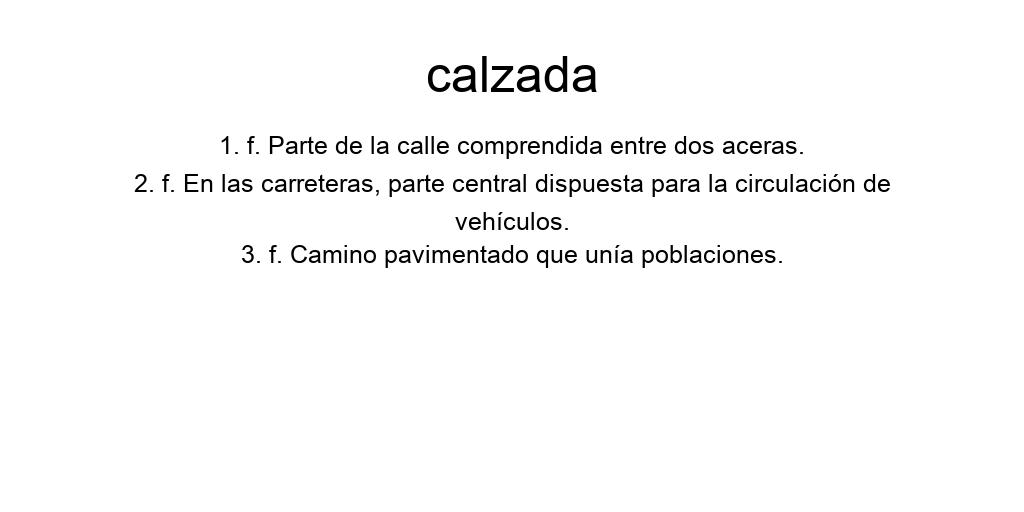 calzada
1. f. Parte de la calle comprendida entre dos aceras.
2. f. En las carreteras, parte central dispuesta para la circulación de
vehículos.
3. f. Camino pavimentado que unía poblaciones.